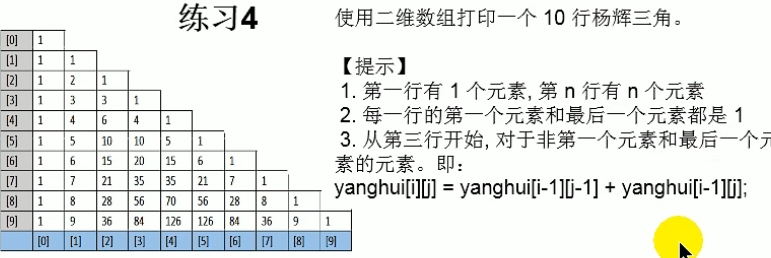 练习4
[0] 1
[1] 1 1
[2] 1 2 1
[3] 1 3 3 1
[4] 1 4 6 4 1
[5] 1 5 10 10 5 1
[6] 1 6 15 20 15 6 1
[7] 1 7 21 35 35 21 7 1
[8] 1 8 28 56 70 56 28 8 1
[9] 1 9 36 84 126 126 84 36 9 1
[0] [1] [2] [3] [4] [5] [6] [7] [8] [9]
使用二维数组打印一个 10 行杨辉三角。
【提示】
1. 第一行有 1 个元素, 第 n 行有 n 个元素
2. 每一行的第一个元素和最后一个元素都是 1
3. 从第三行开始, 对于非第一个元素和最后一个元
素的元素。即：
yanghui[i][j] = yanghui[i-1][j-1] + yanghui[i-1][j];